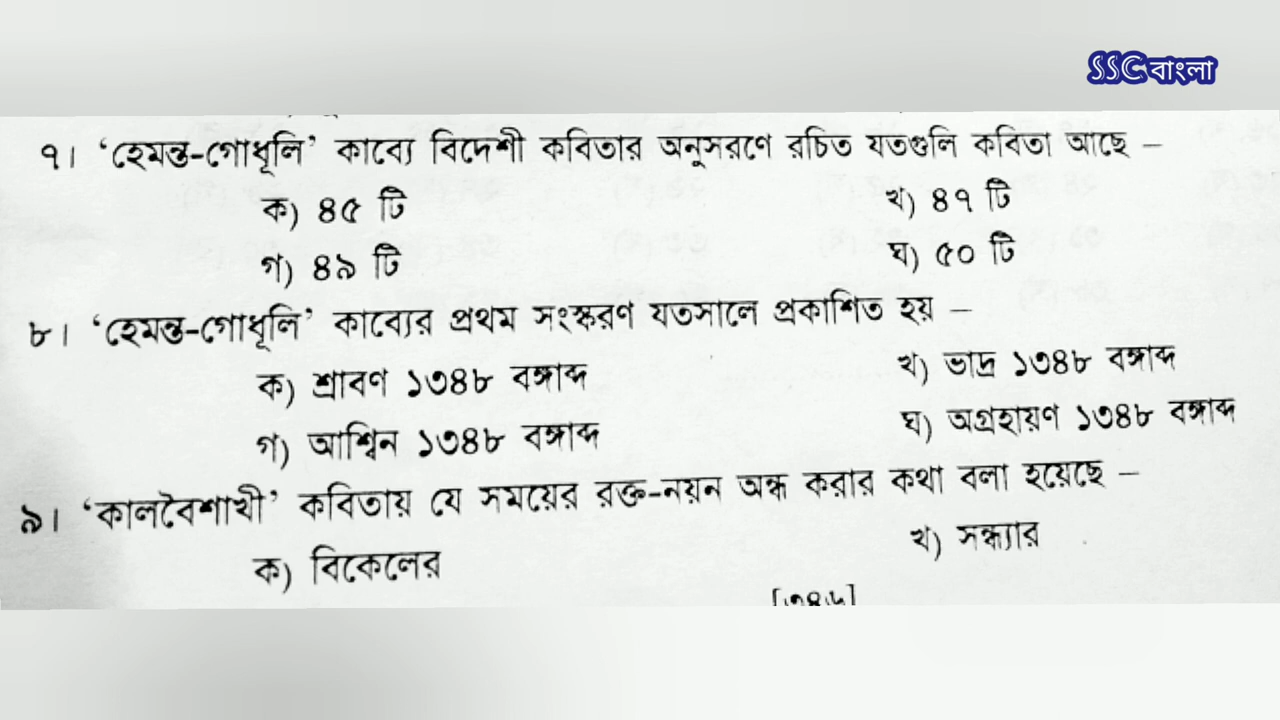 SSC বাংলা
৭। ‘হেমন্ত-গোধূলি’ কাব্যে বিদেশী কবিতার অনুসরণে রচিত যতগুলি কবিতা আছে –
ক) ৪৫ টি খ) ৪৭ টি
গ) ৪৯ টি ঘ) ৫০ টি
৮। ‘হেমন্ত-গোধূলি’ কাব্যের প্রথম সংস্করণ যতসালে প্রকাশিত হয় –
ক) শ্রাবণ ১৩৪৮ বঙ্গাব্দ খ) ভাদ্র ১৩৪৮ বঙ্গাব্দ
গ) আশ্বিন ১৩৪৮ বঙ্গাব্দ ঘ) অগ্রহায়ণ ১৩৪৮ বঙ্গাব্দ
৯। ‘কালবৈশাখী’ কবিতায় যে সময়ের রক্ত-নয়ন অন্ধ করার কথা বলা হয়েছে –
ক) বিকেলের খ) সন্ধ্যার